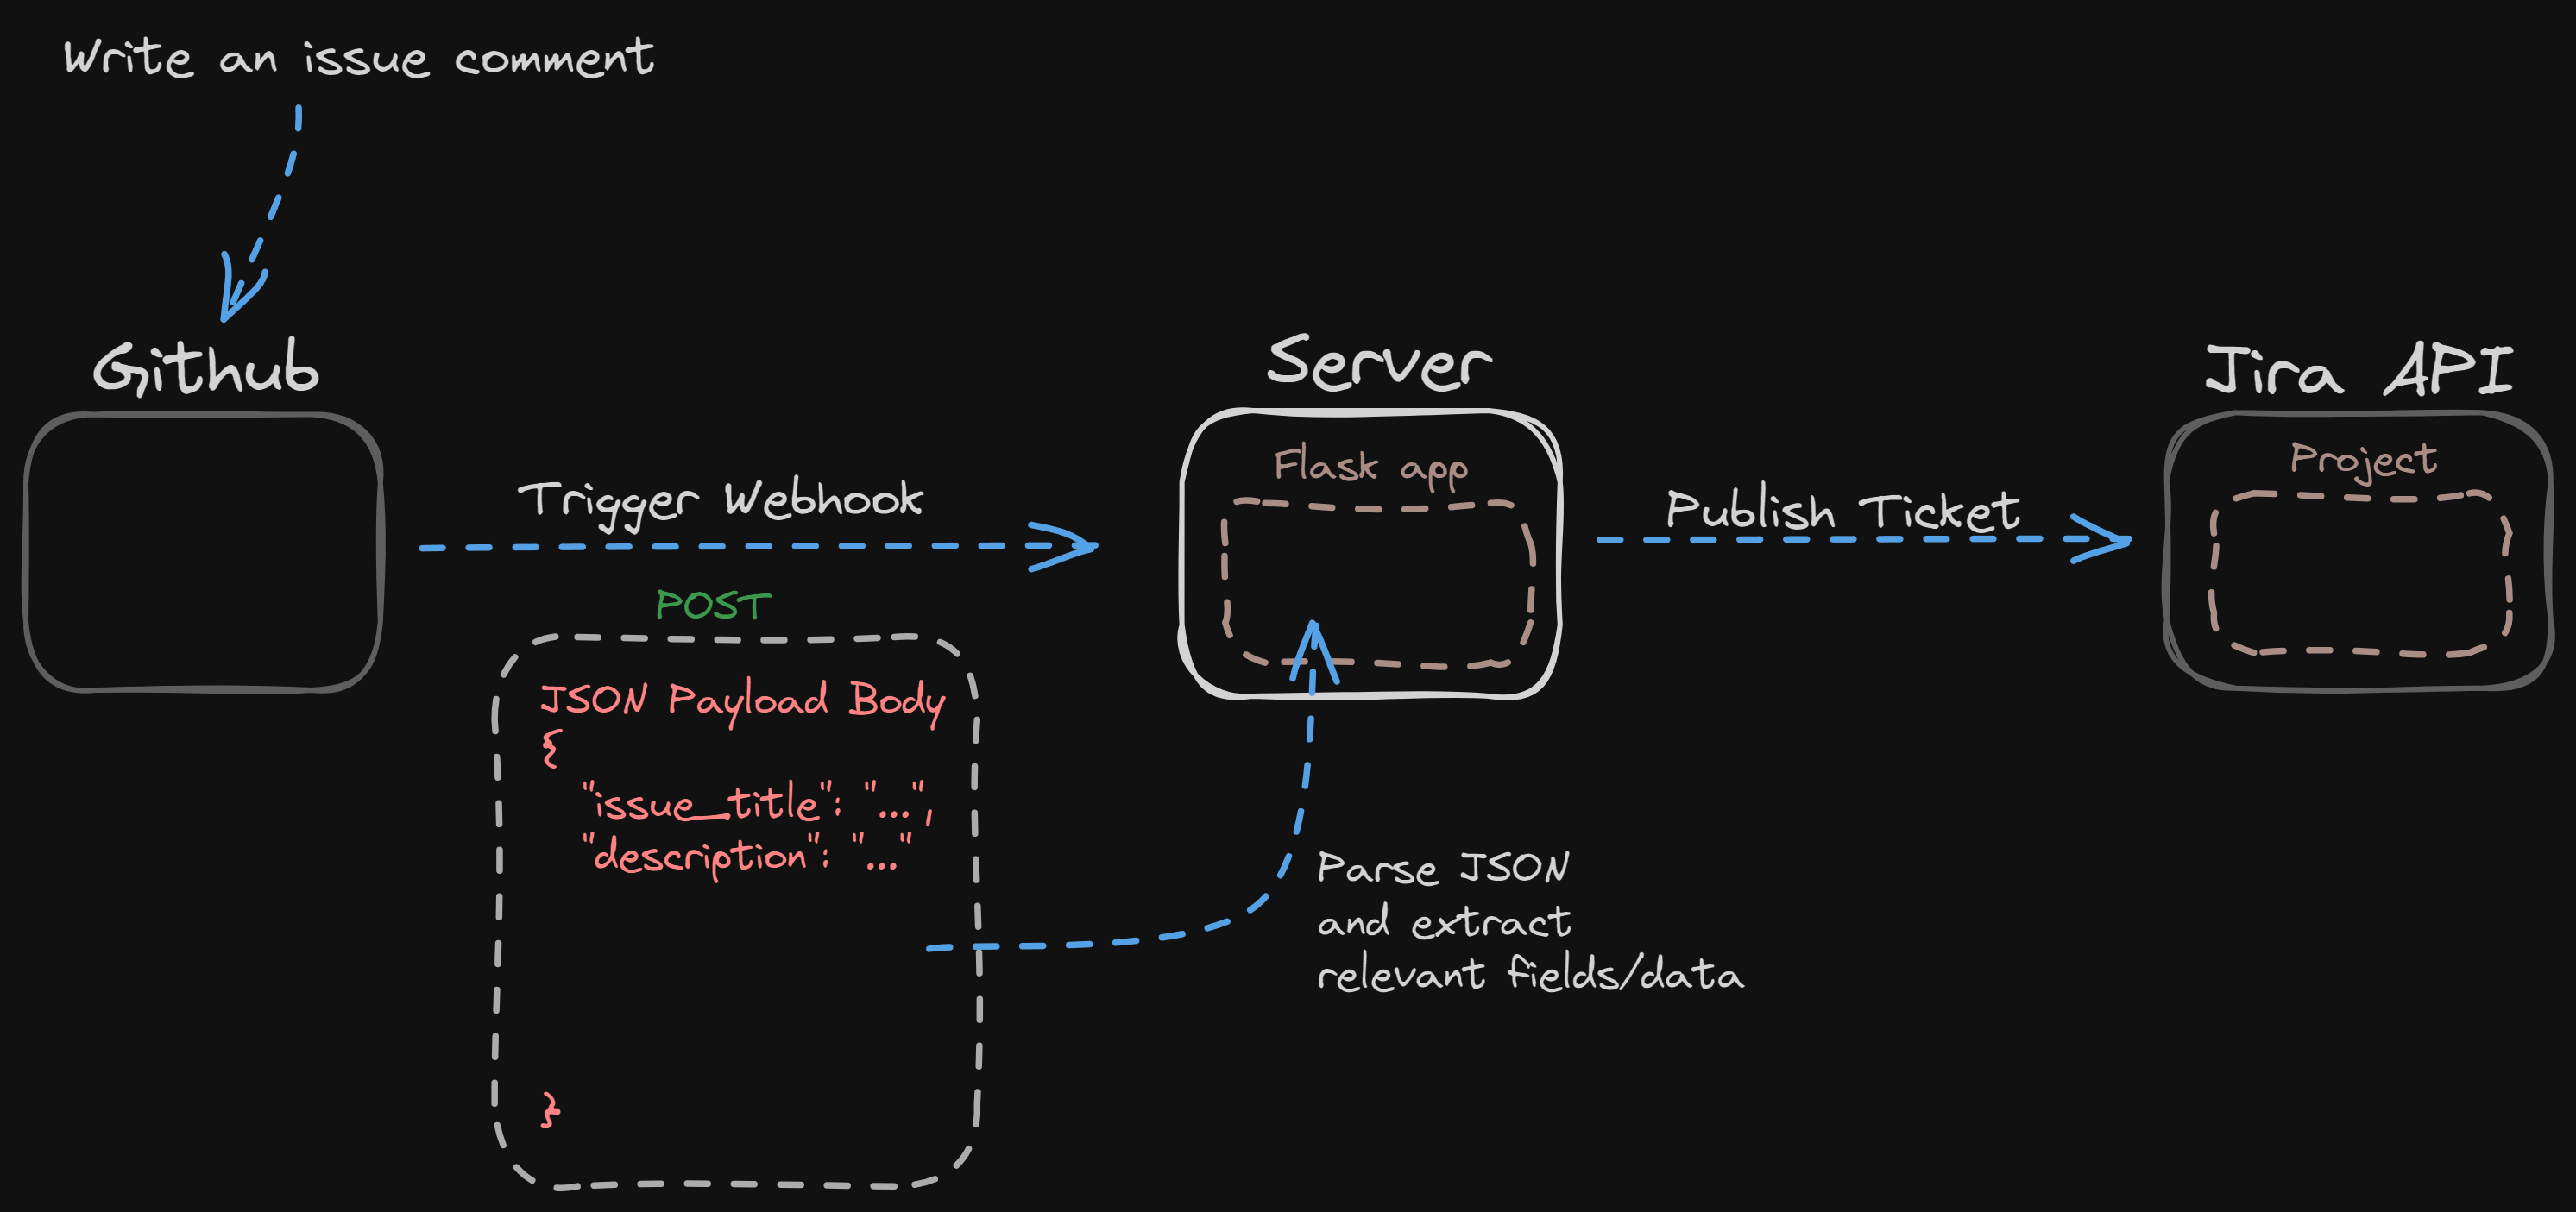 Write an issue comment
Github
Server
Jira API
Flask app
Project
Trigger Webhook
Publish Ticket
POST
JSON Payload Body
{
"issue_title": "...",
"description": "..."
}
Parse JSON
and extract
relevant fields/data